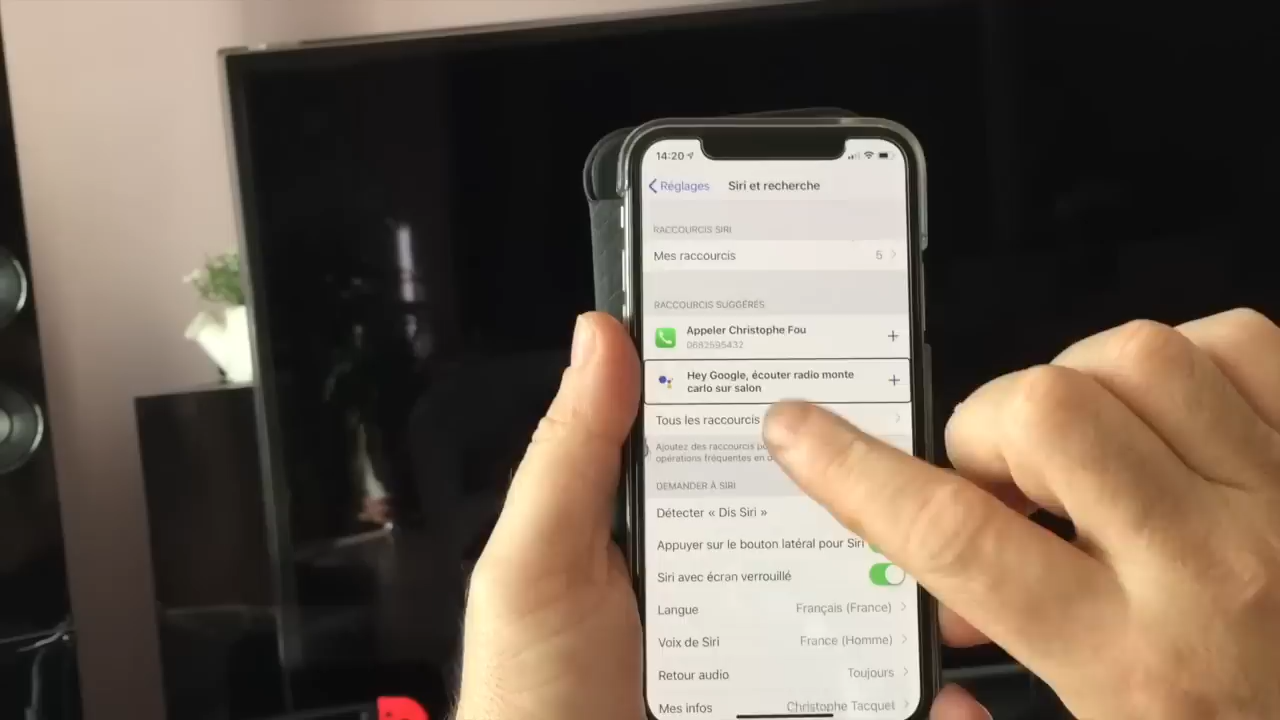 14:20
Réglages Siri et recherche
RACCOURCIS SIRI
Mes raccourcis 5
RACCOURCIS SUGGÉRÉS
Appeler Christophe Fou
0682595432
Hey Google, écouter radio monte
carlo sur salon
Tous les raccourcis
Ajoutez des raccourcis
opérations fréquentes en
DEMANDER À SIRI
Détecter « Dis Siri »
Appuyer sur le bouton latéral pour Siri
Siri avec écran verrouillé
Langue Français (France)
Voix de Siri France (Homme)
Retour audio Toujours
Mes infos Christophe Tacquet